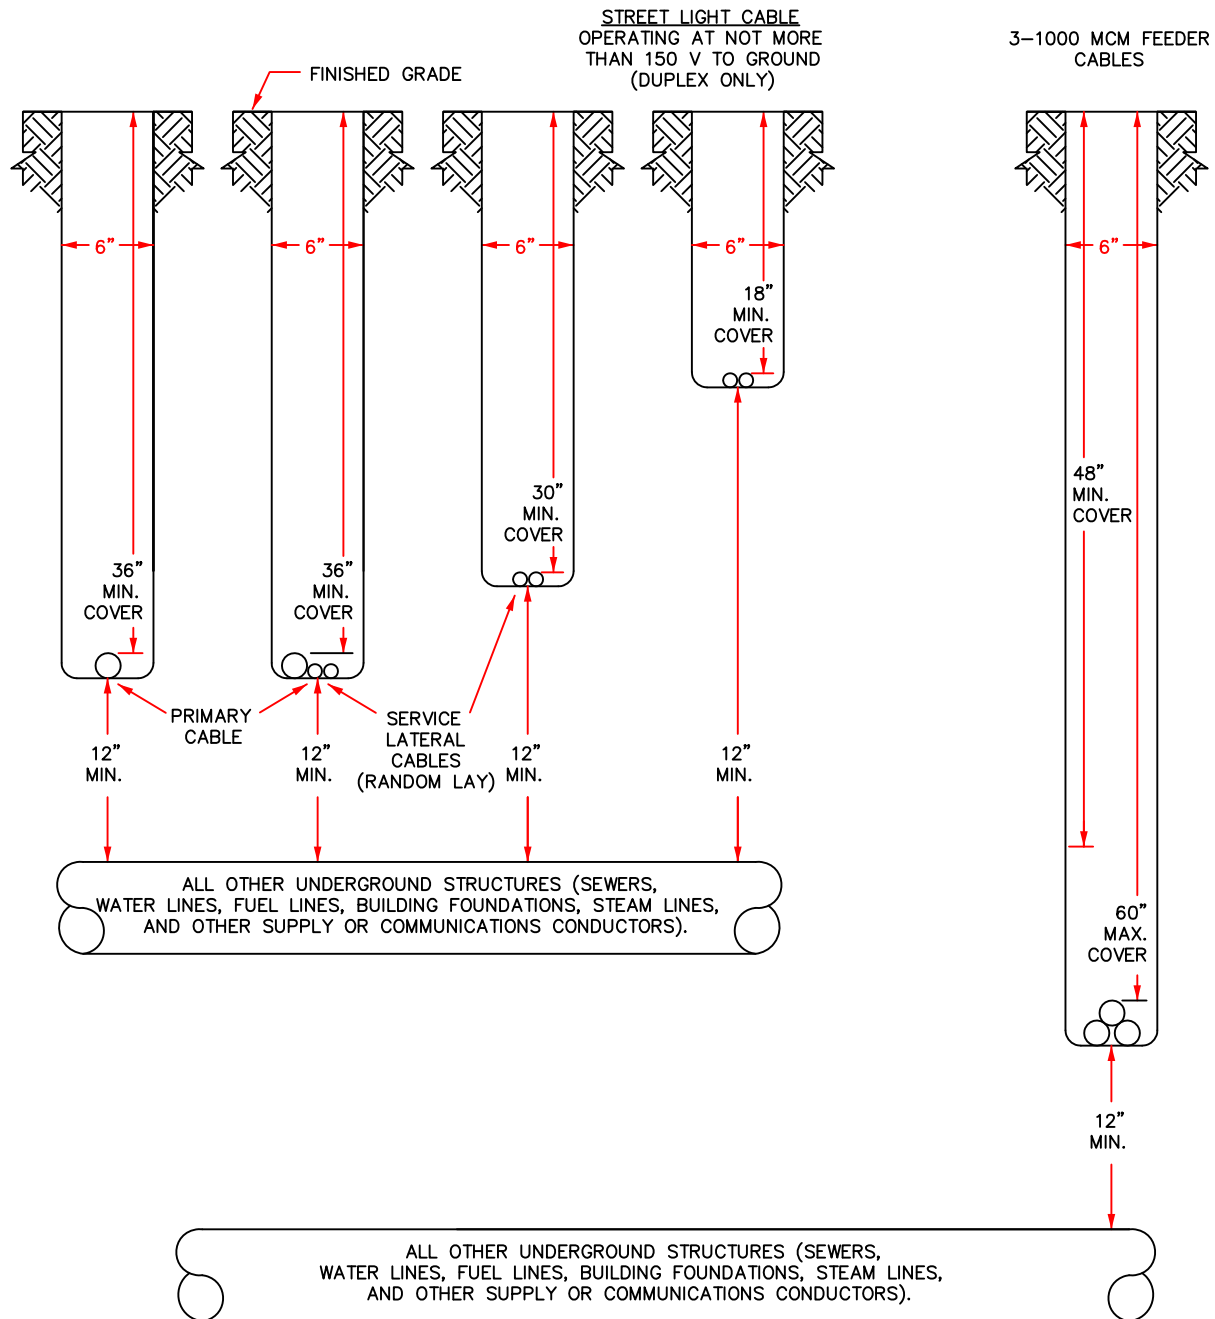 STREET LIGHT CABLE
OPERATING AT NOT MORE
THAN 150 V TO GROUND
(DUPLEX ONLY)
3-1000 MCM FEEDER
CABLES
FINISHED GRADE
6"
6"
6"
6"
6"
18"
MIN.
COVER
30"
MIN.
COVER
48"
MIN.
COVER
36"
MIN.
COVER
36"
MIN.
COVER
PRIMARY
CABLE
SERVICE
LATERAL
CABLES
(RANDOM LAY)
12"
MIN.
12"
MIN.
12"
MIN.
12"
MIN.
ALL OTHER UNDERGROUND STRUCTURES (SEWERS,
WATER LINES, FUEL LINES, BUILDING FOUNDATIONS, STEAM LINES,
AND OTHER SUPPLY OR COMMUNICATIONS CONDUCTORS).
60"
MAX.
COVER
12"
MIN.
ALL OTHER UNDERGROUND STRUCTURES (SEWERS,
WATER LINES, FUEL LINES, BUILDING FOUNDATIONS, STEAM LINES,
AND OTHER SUPPLY OR COMMUNICATIONS CONDUCTORS).